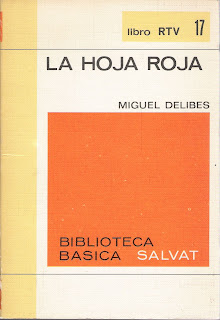 libro RTV 17
LA HOJA ROJA
MIGUEL DELIBES
BIBLIOTECA
BASICA SALVAT